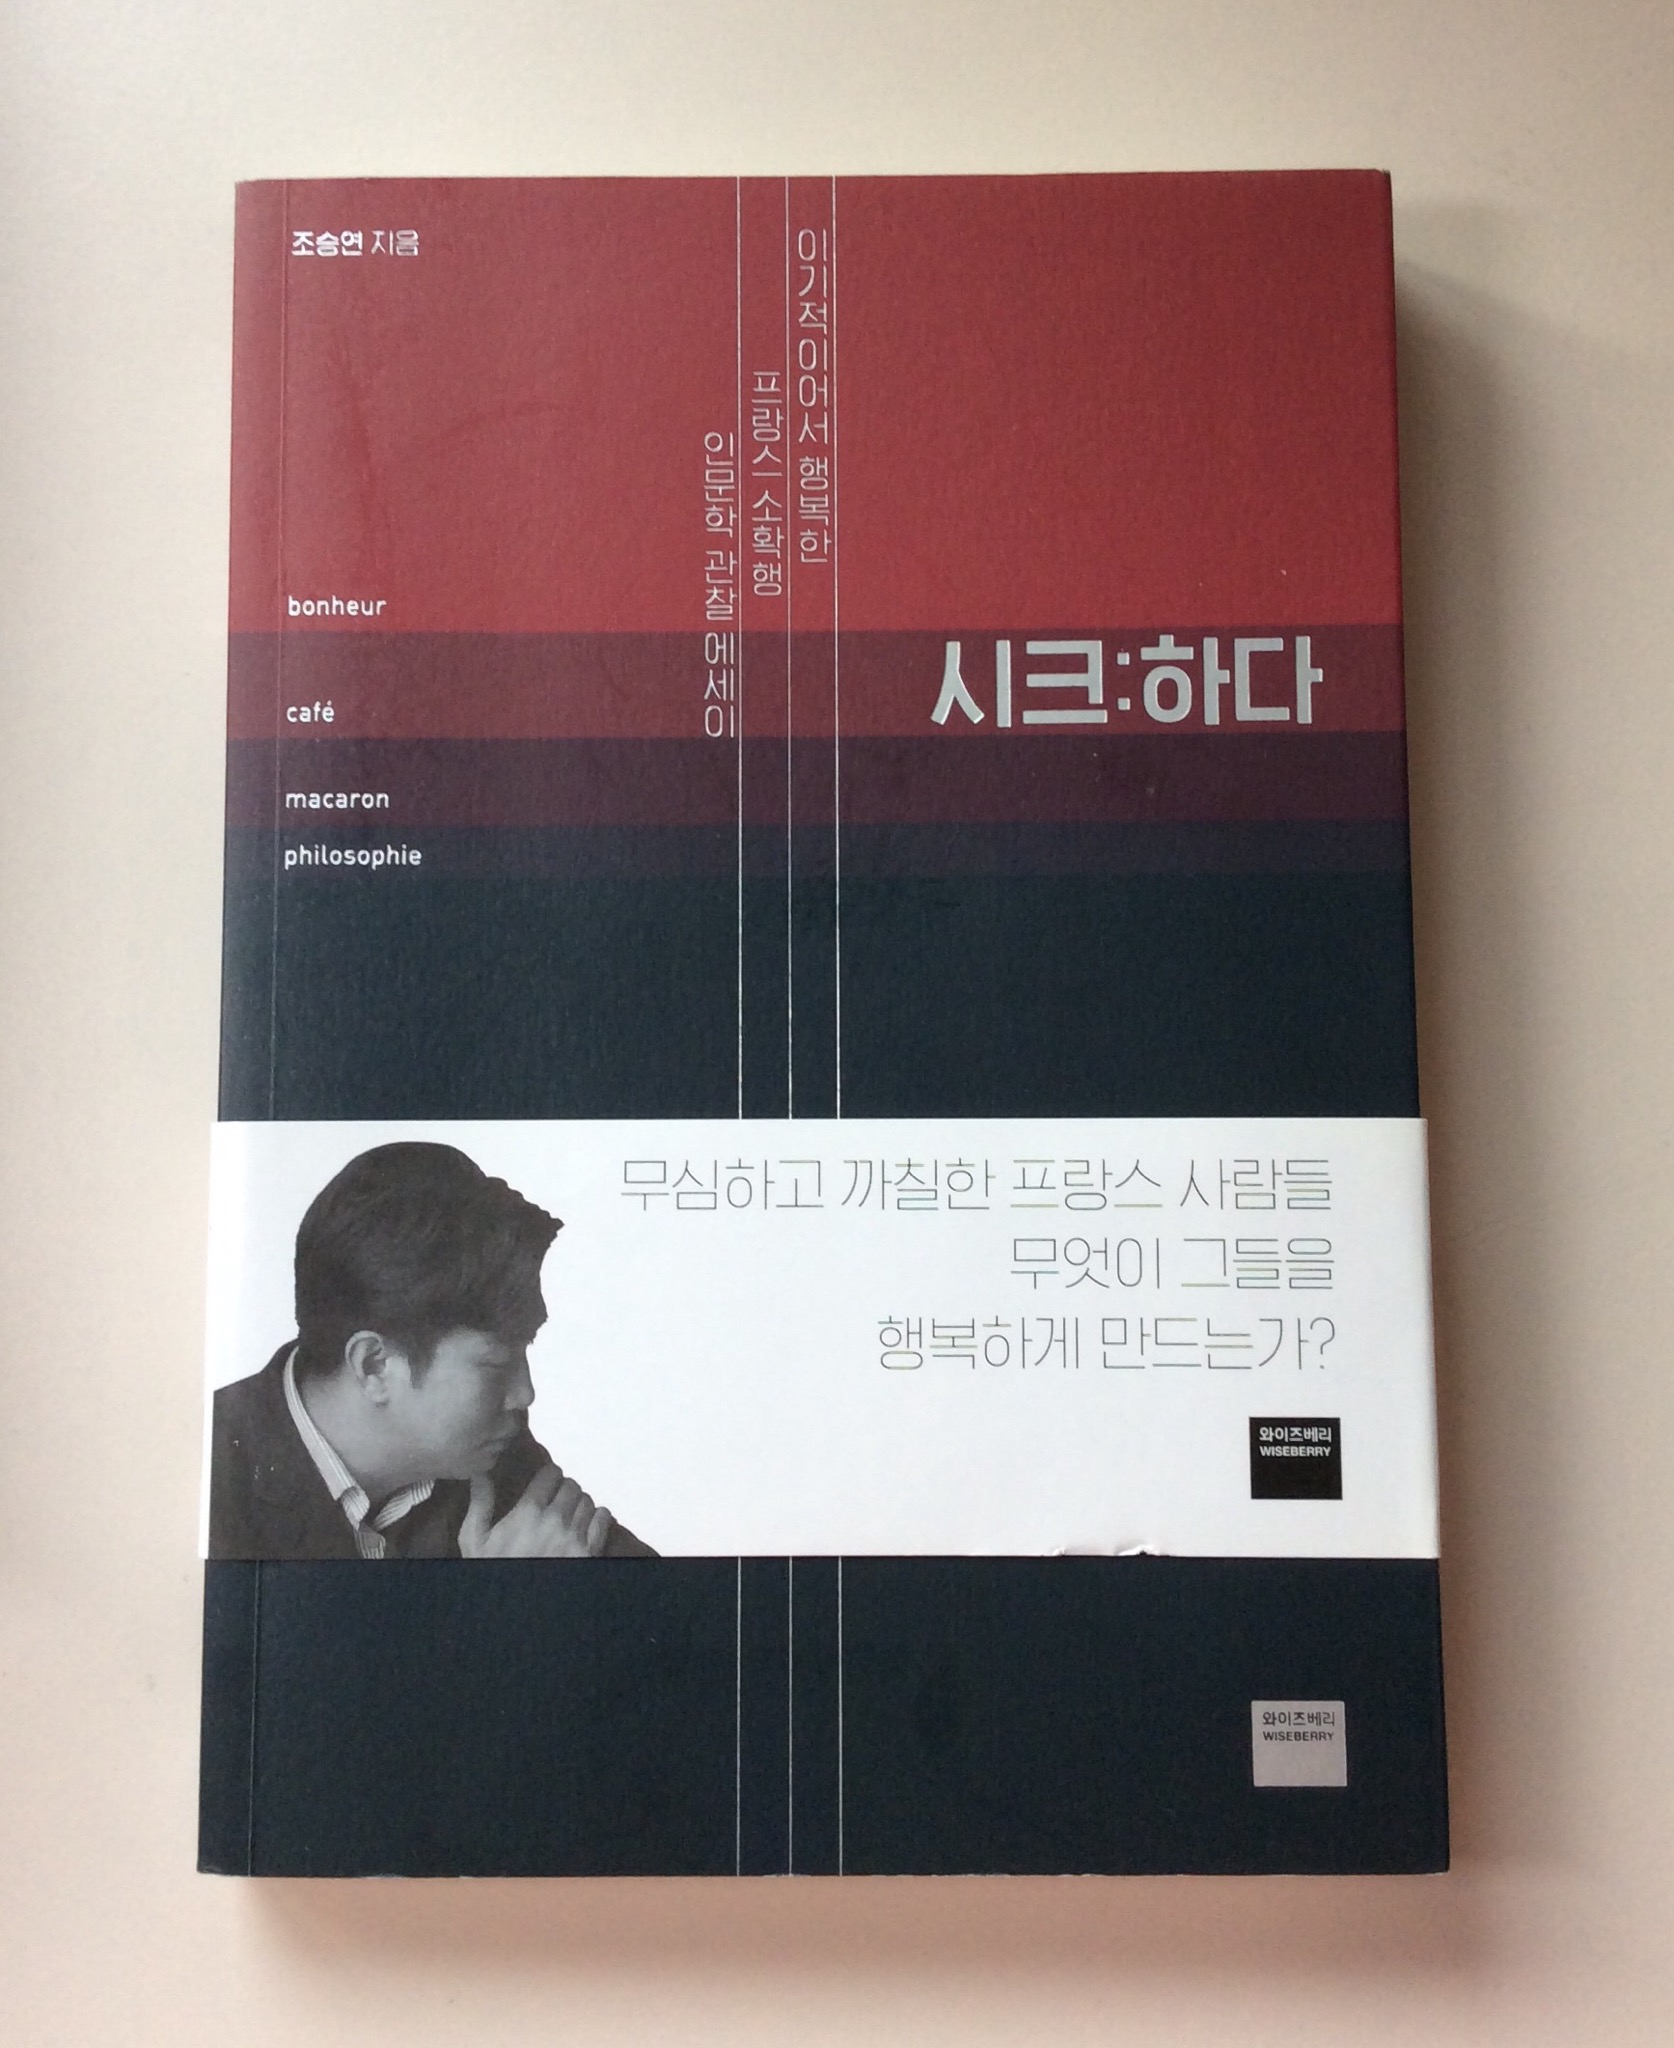 조승연 지음
이기적이어서 행복한
프랑스 소확행
인문학 관찰 에세이
bonheur
시크:하다
café
macaron
philosophie
무심하고 까칠한 프랑스 사람들
무엇이 그들을
행복하게 만드는가?
와이즈베리
WISEBERRY
와이즈베리
WISEBERRY